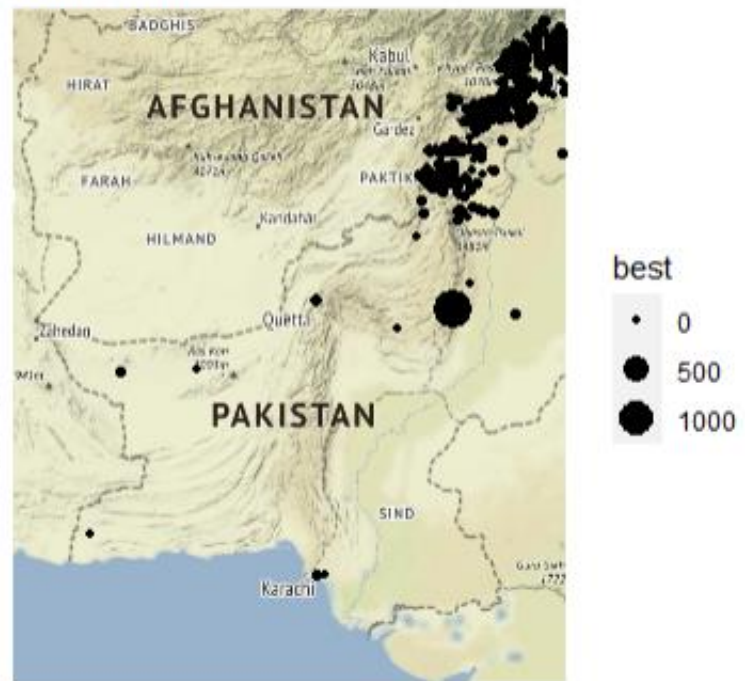 BADGHIS
Kabul
HIRAT
AFGHANISTAN
Gardez
FARAH
PAKTIK
Kandahar
HILMAND
Quetta
Zahedan
PAKISTAN
SIND
Karachi
best
0
500
1000